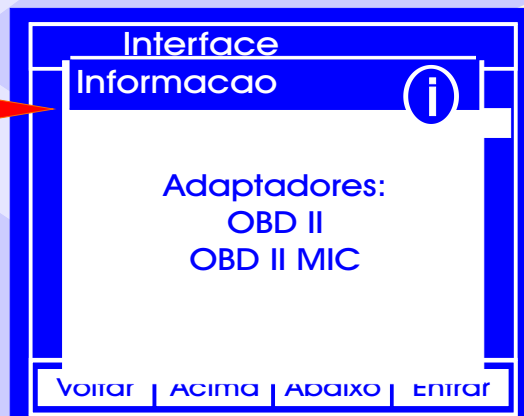 Interface
Informacao
i
Adaptadores:
OBD II
OBD II MIC
Voltar Acima Abaixo Entrar